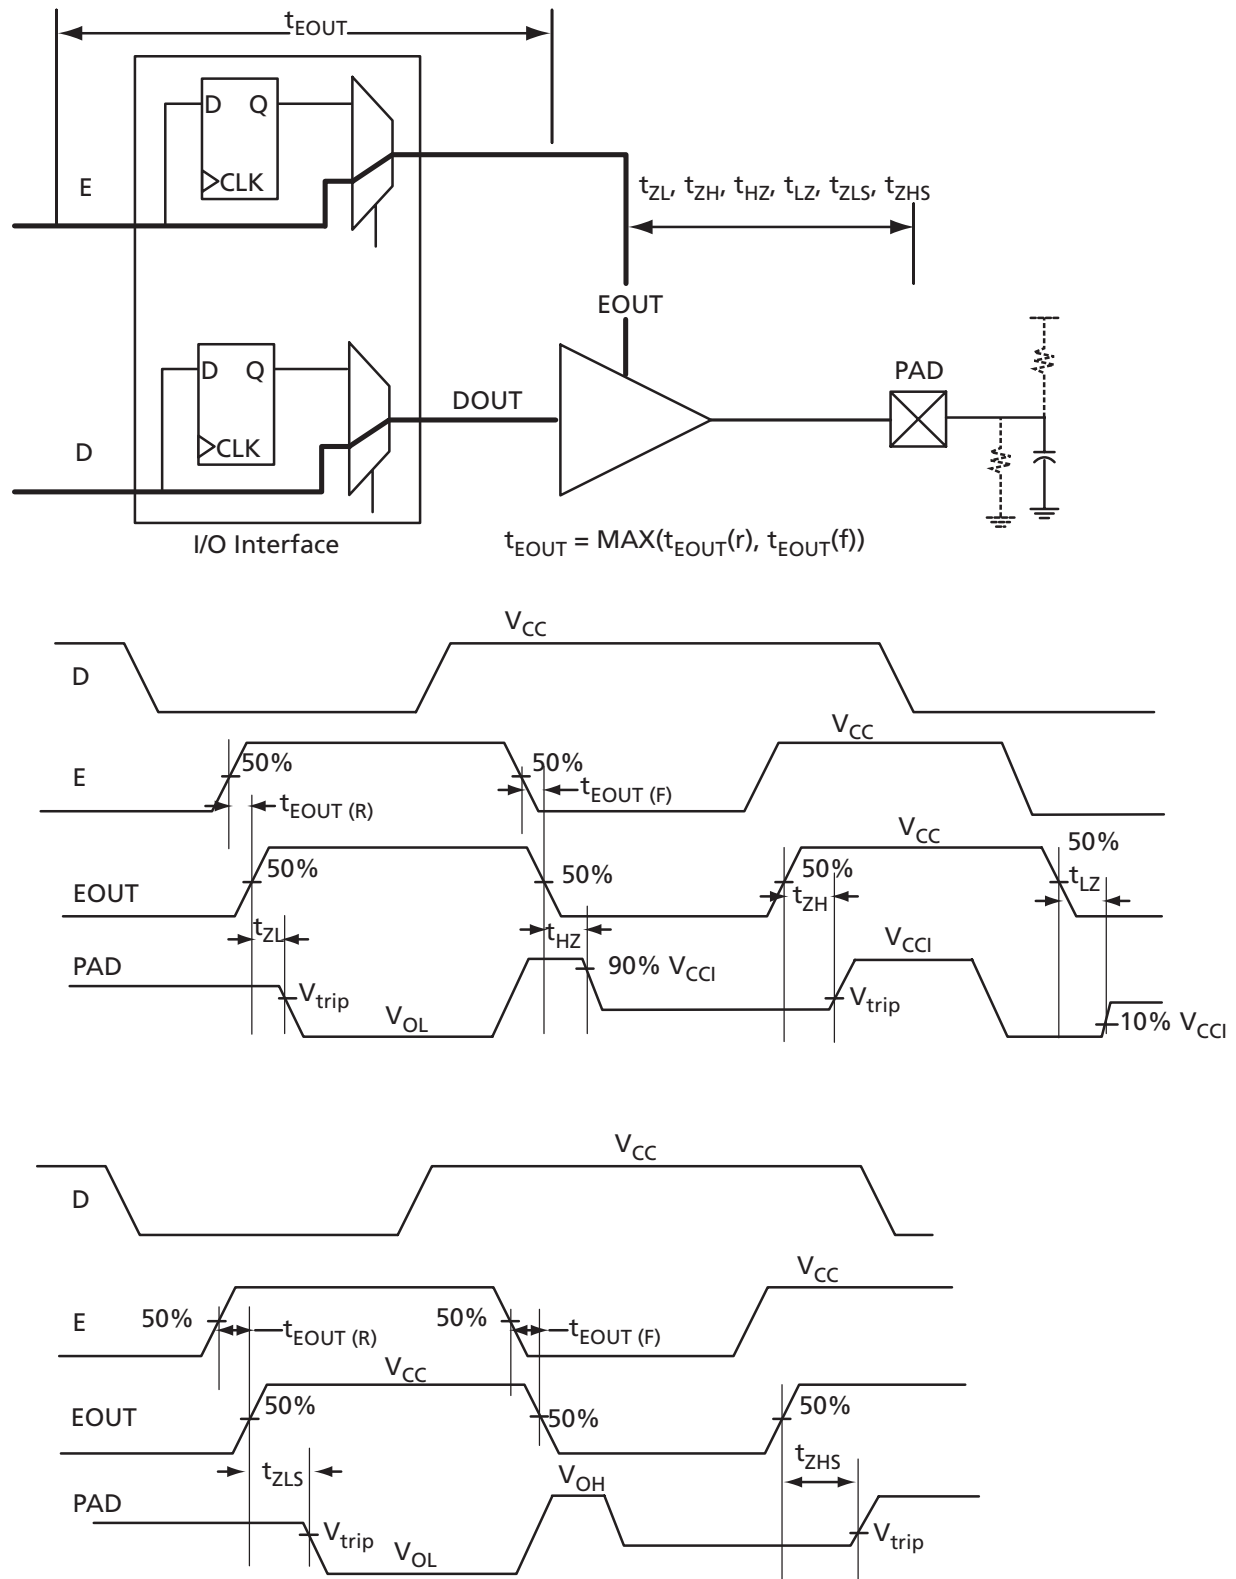 tEOUT
D Q
CLK
E
tZL, tZH, tHZ, tLZ, tZLS, tZHS
EOUT
D Q
CLK
DOUT
PAD
D
I/O Interface
tEOUT = MAX(tEOUT(r), tEOUT(f))
VCC
D
VCC
E
50%
50%
tEOUT (R)
tEOUT (F)
VCC
50%
EOUT
50%
50%
50%
tZL
tHZ
tZH
tLZ
PAD
Vtrip
VOL
90% VCCI
Vtrip
VCCI
10% VCCI
VCC
D
VCC
E
50%
tEOUT (R)
50%
tEOUT (F)
VCC
EOUT
50%
50%
50%
tZLS
tZHS
PAD
VOH
Vtrip
VOL
Vtrip